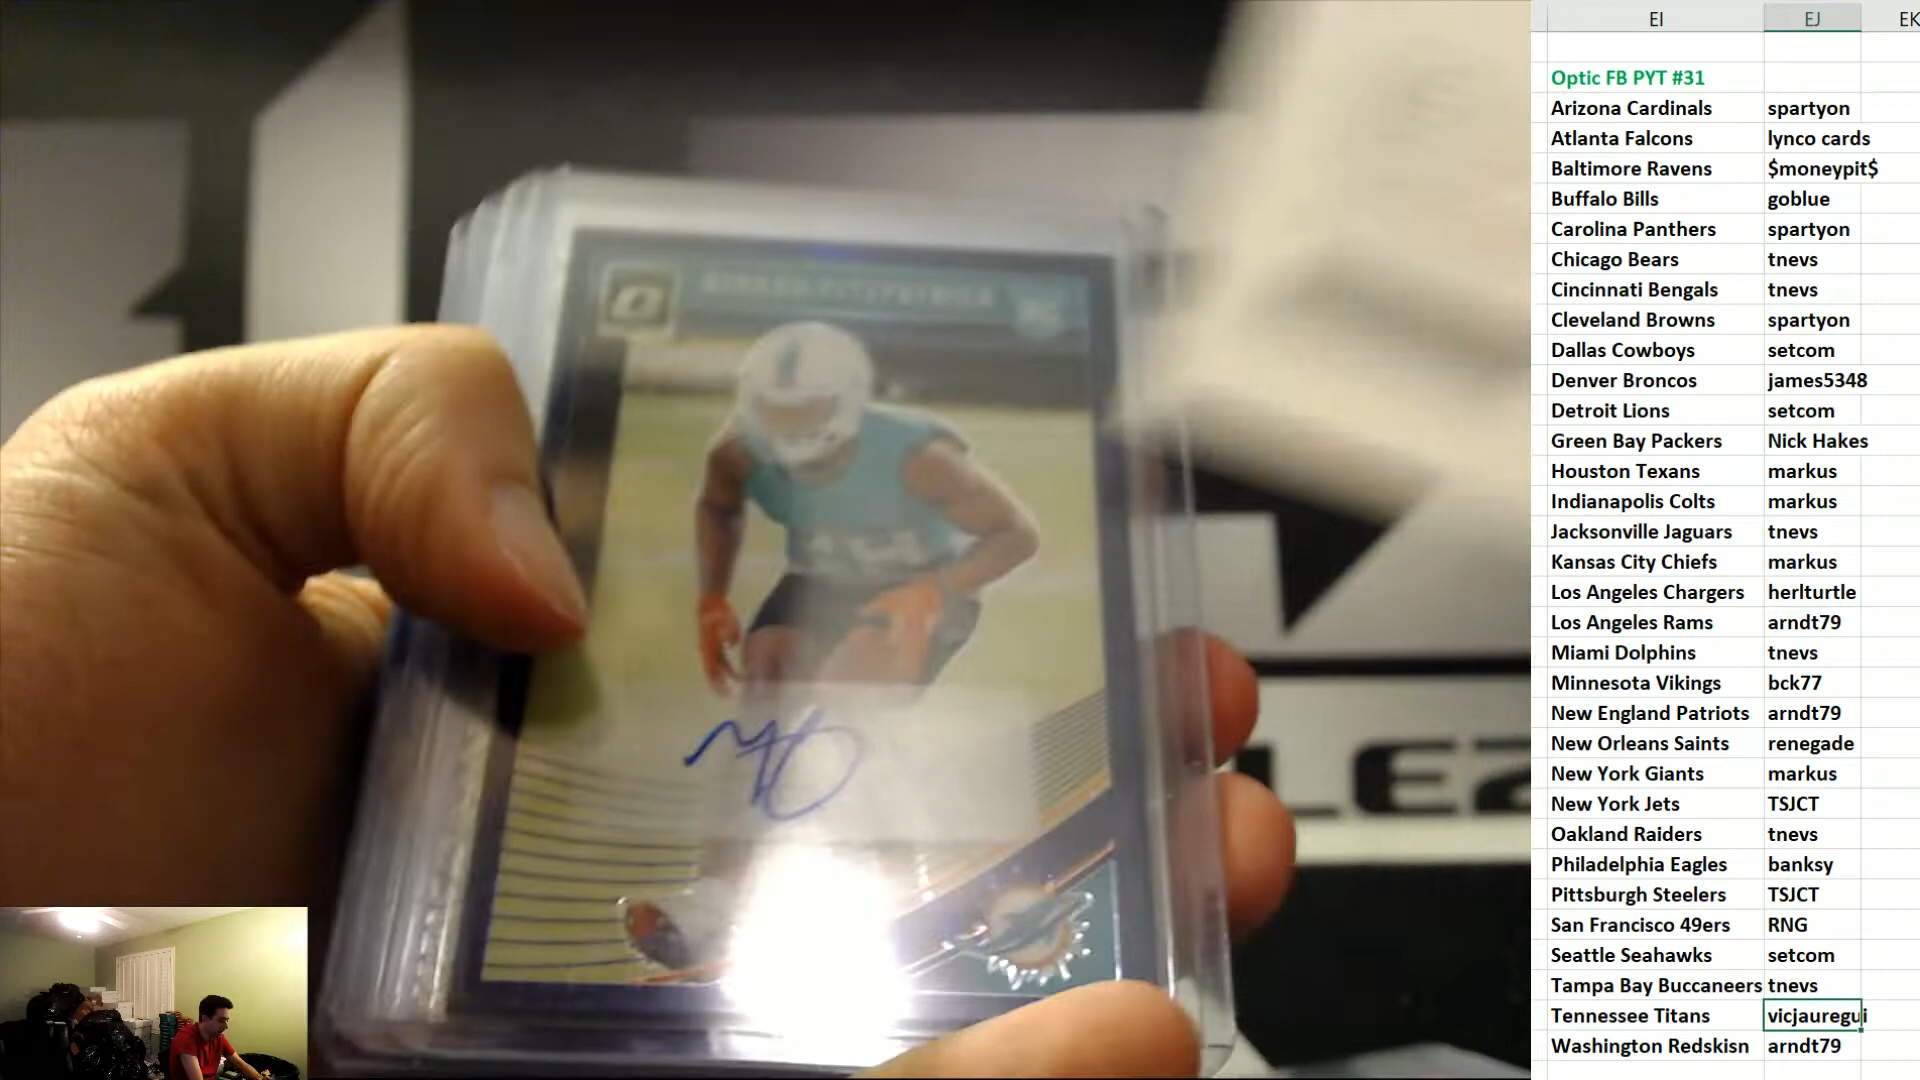 MINKAH FITZPATRICK
RC
LEA
EI EJ EK
Optic FB PYT #31
Arizona Cardinals spartyon
Atlanta Falcons lynco cards
Baltimore Ravens $moneypit$
Buffalo Bills goblue
Carolina Panthers spartyon
Chicago Bears tnevs
Cincinnati Bengals tnevs
Cleveland Browns spartyon
Dallas Cowboys setcom
Denver Broncos james5348
Detroit Lions setcom
Green Bay Packers Nick Hakes
Houston Texans markus
Indianapolis Colts markus
Jacksonville Jaguars tnevs
Kansas City Chiefs markus
Los Angeles Chargers herlturtle
Los Angeles Rams arndt79
Miami Dolphins tnevs
Minnesota Vikings bck77
New England Patriots arndt79
New Orleans Saints renegade
New York Giants markus
New York Jets TSJCT
Oakland Raiders tnevs
Philadelphia Eagles banksy
Pittsburgh Steelers TSJCT
San Francisco 49ers RNG
Seattle Seahawks setcom
Tampa Bay Buccaneers tnevs
Tennessee Titans vicjauregui
Washington Redskisn arndt79